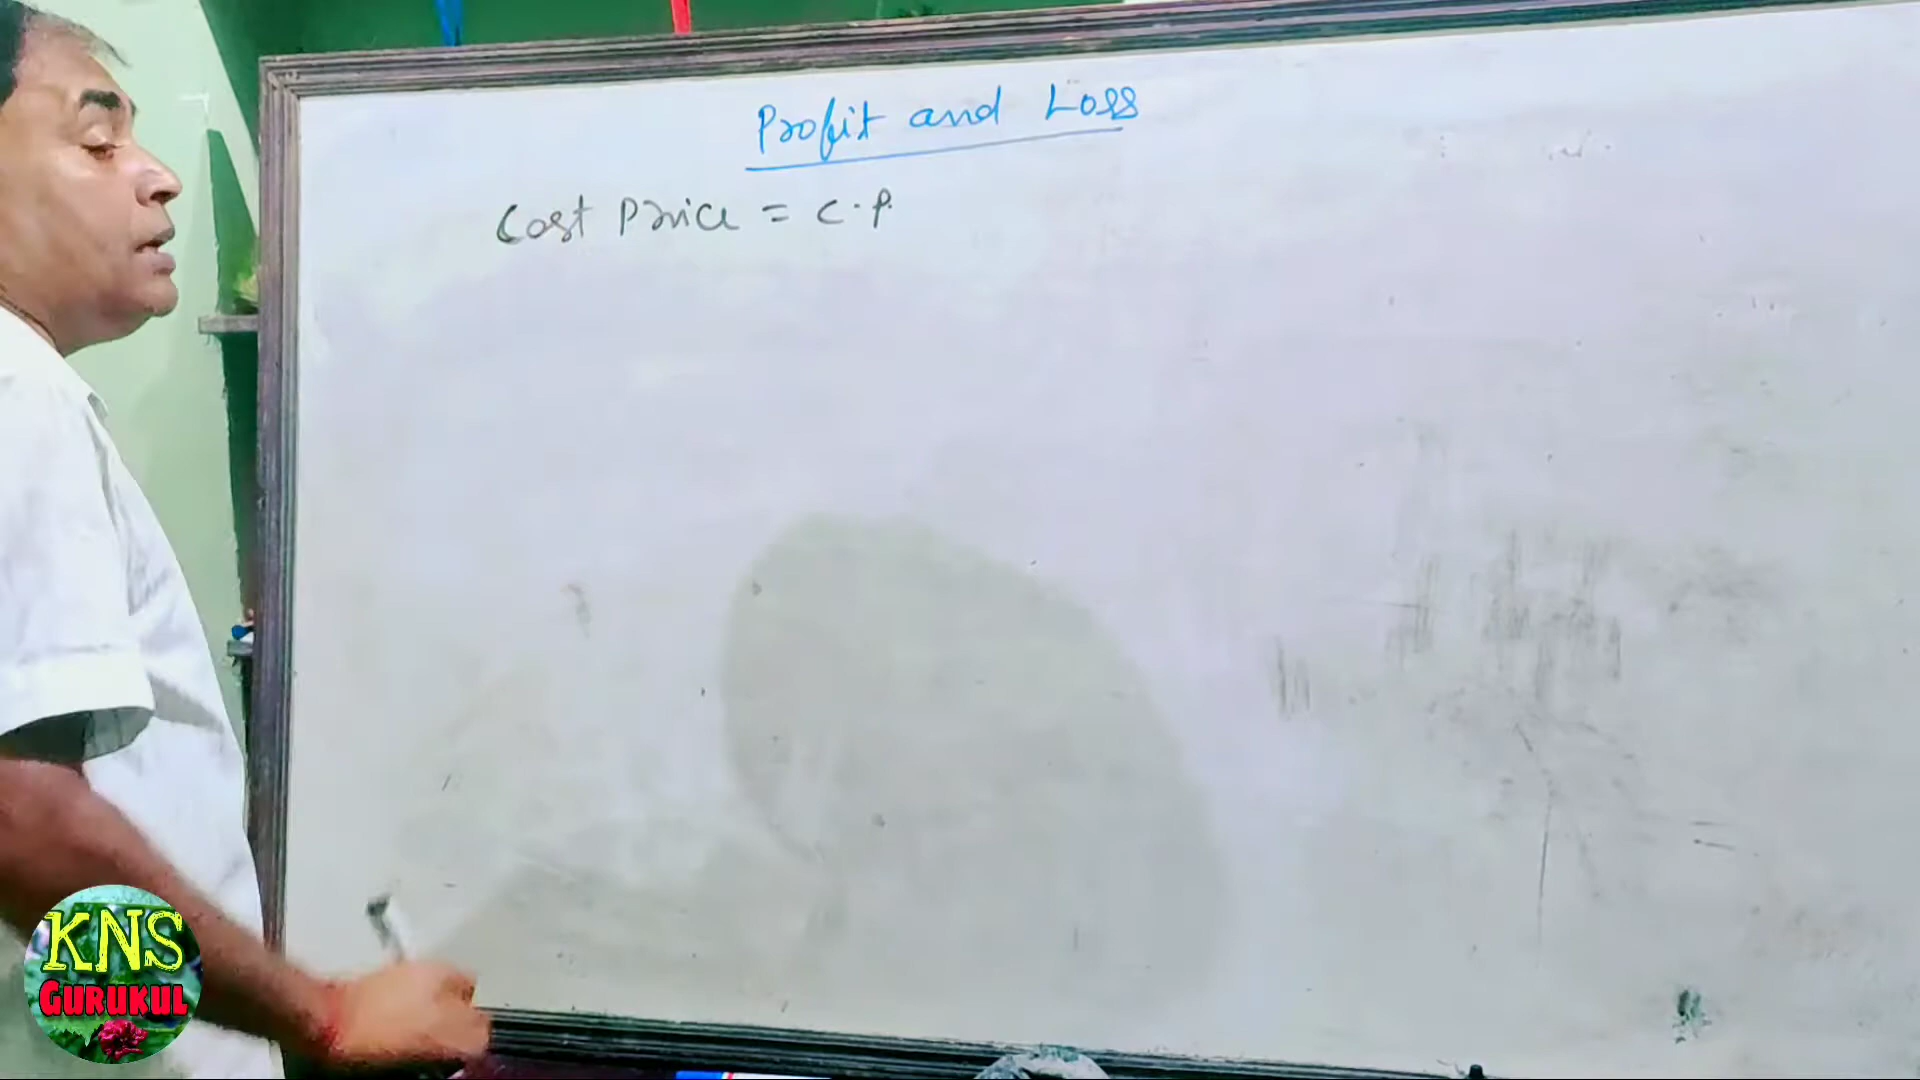 Profit and Loss
Cost Price = C.P.
KNS
GURUKUL